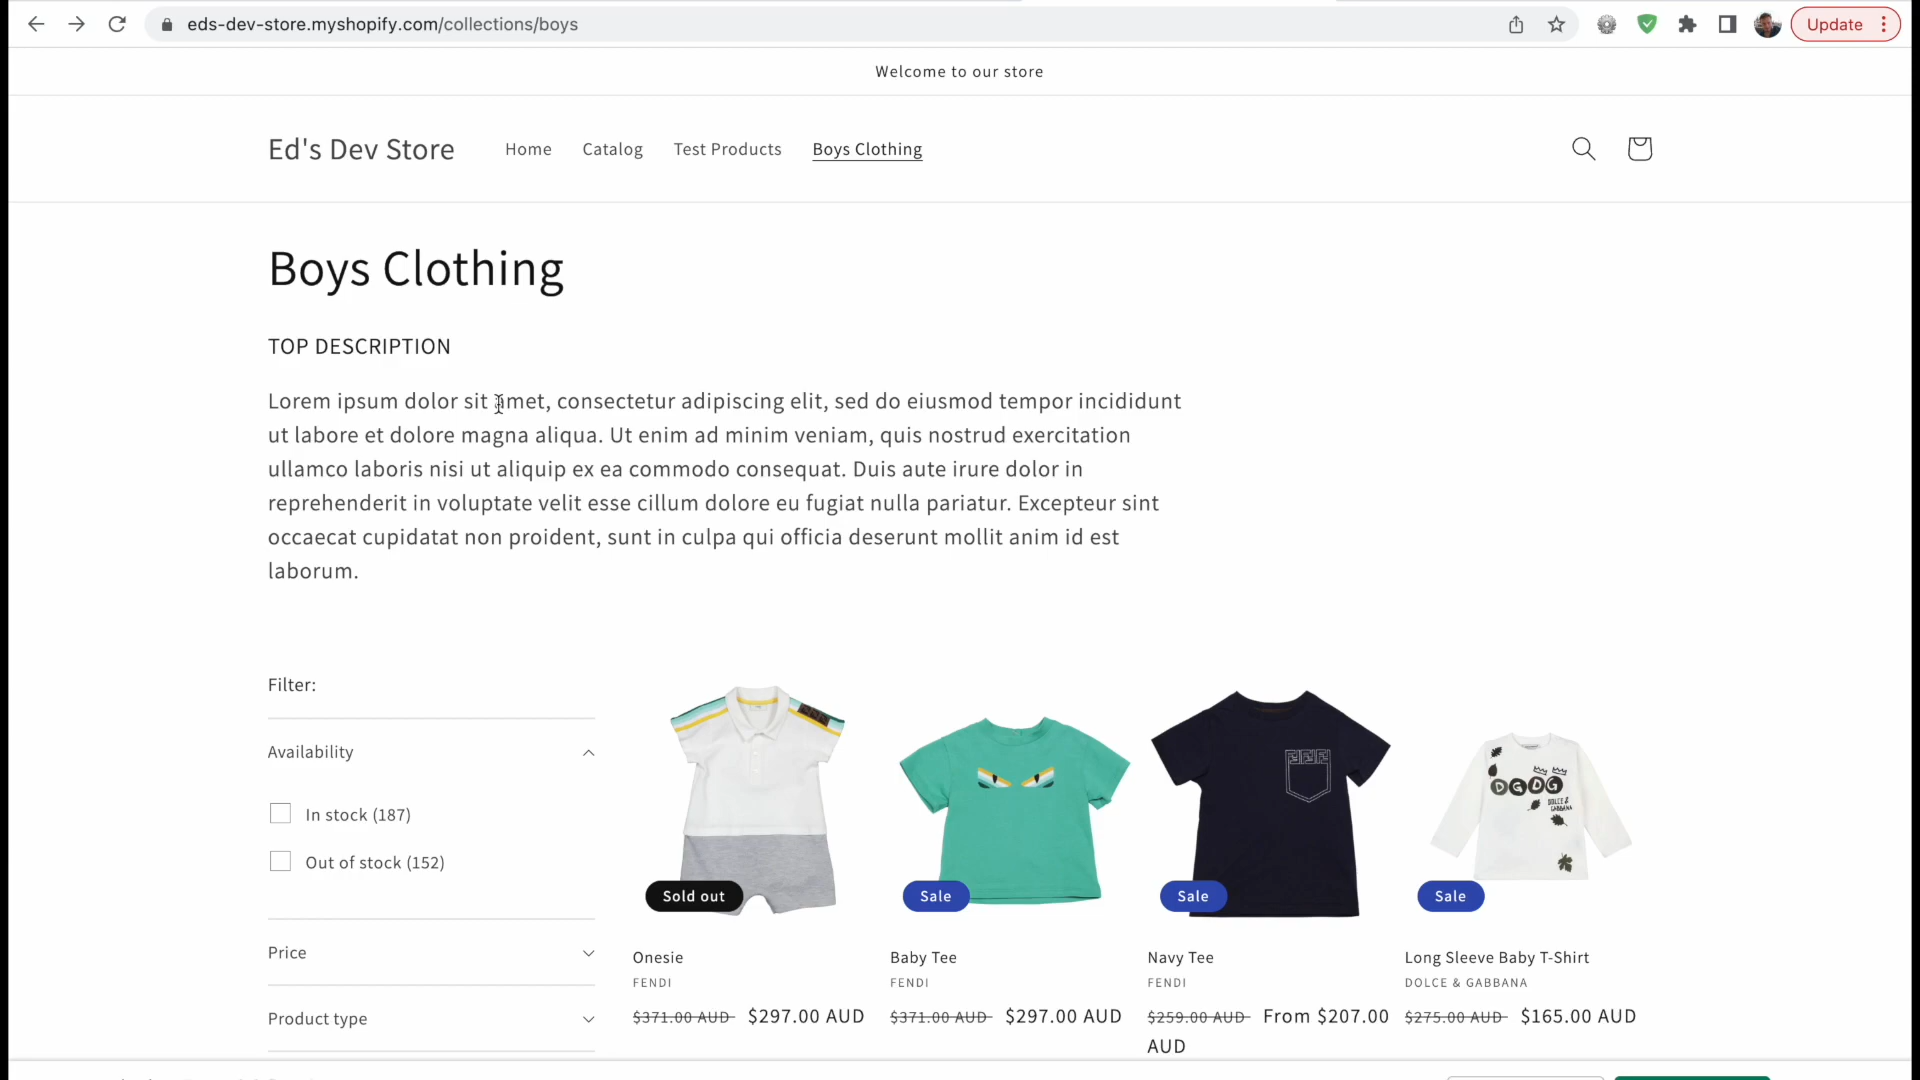 eds-dev-store.myshopify.com/collections/boys
Update
Welcome to our store
Ed's Dev Store
Home
Catalog
Test Products
Boys Clothing
Boys Clothing
TOP DESCRIPTION
Lorem ipsum dolor sit amet, consectetur adipiscing elit, sed do eiusmod tempor incididunt
ut labore et dolore magna aliqua. Ut enim ad minim veniam, quis nostrud exercitation
ullamco laboris nisi ut aliquip ex ea commodo consequat. Duis aute irure dolor in
reprehenderit in voluptate velit esse cillum dolore eu fugiat nulla pariatur. Excepteur sint
occaecat cupidatat non proident, sunt in culpa qui officia deserunt mollit anim id est
laborum.
Filter:
Availability
In stock (187)
Out of stock (152)
Price
Product type
Sold out
Onesie
FENDI
$371.00 AUD $297.00 AUD
Sale
Baby Tee
FENDI
$371.00 AUD $297.00 AUD
Sale
Navy Tee
FENDI
$259.00 AUD From $207.00
AUD
DGDG
DOLCE &
GABBANA
Sale
Long Sleeve Baby T-Shirt
DOLCE & GABBANA
$275.00 AUD $165.00 AUD